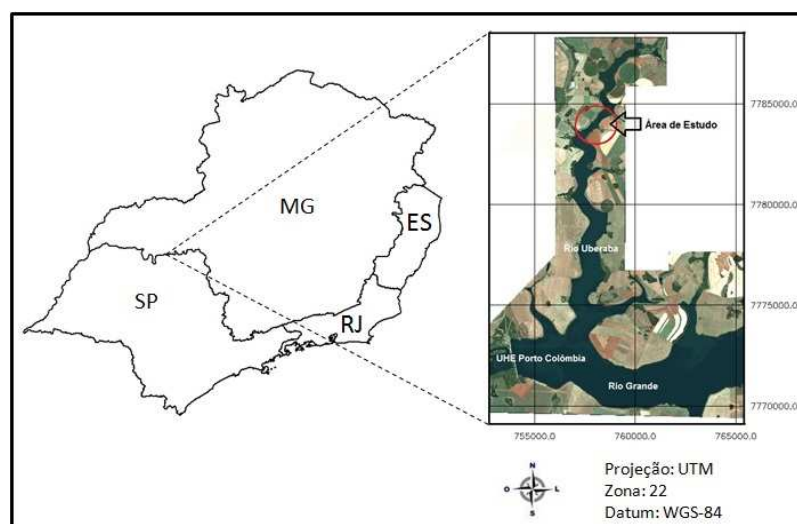 MG
ES
SP
RJ
Área de Estudo
Rio Uberaba
UHE Porto Colômbia
Rio Grande
7785000.0
7780000.0
7775000.0
7770000.0
755000.0 760000.0 765000.0
N
O L
S
Projeção: UTM
Zona: 22
Datum: WGS-84